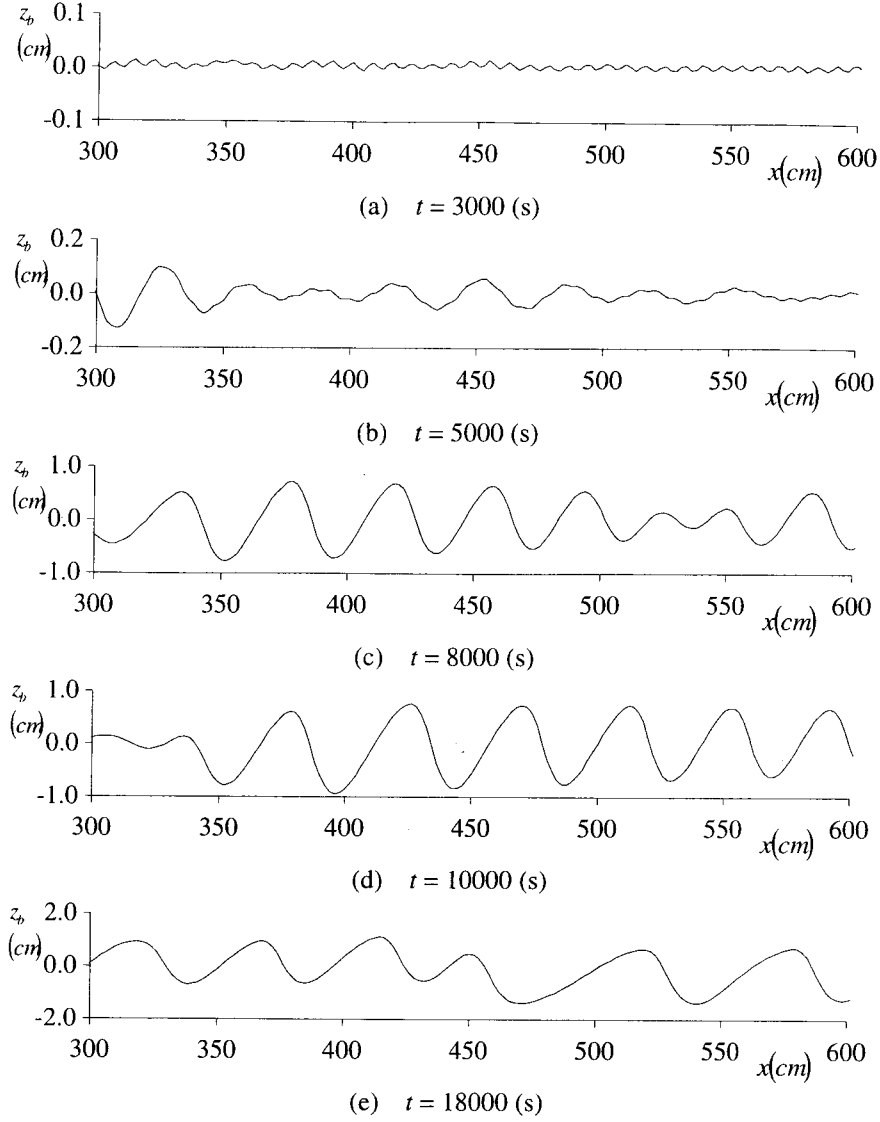 z_b 0.1
(cm) 0.0
-0.1
300 350 400 450 500 550 600
x(cm)
(a) t = 3000 (s)
z_b 0.2
(cm) 0.0
-0.2
300 350 400 450 500 550 600
x(cm)
(b) t = 5000 (s)
z_b 1.0
(cm) 0.0
-1.0
300 350 400 450 500 550 600
x(cm)
(c) t = 8000 (s)
z_b 1.0
(cm) 0.0
-1.0
300 350 400 450 500 550 600
x(cm)
(d) t = 10000 (s)
z_b 2.0
(cm) 0.0
-2.0
300 350 400 450 500 550 600
x(cm)
(e) t = 18000 (s)